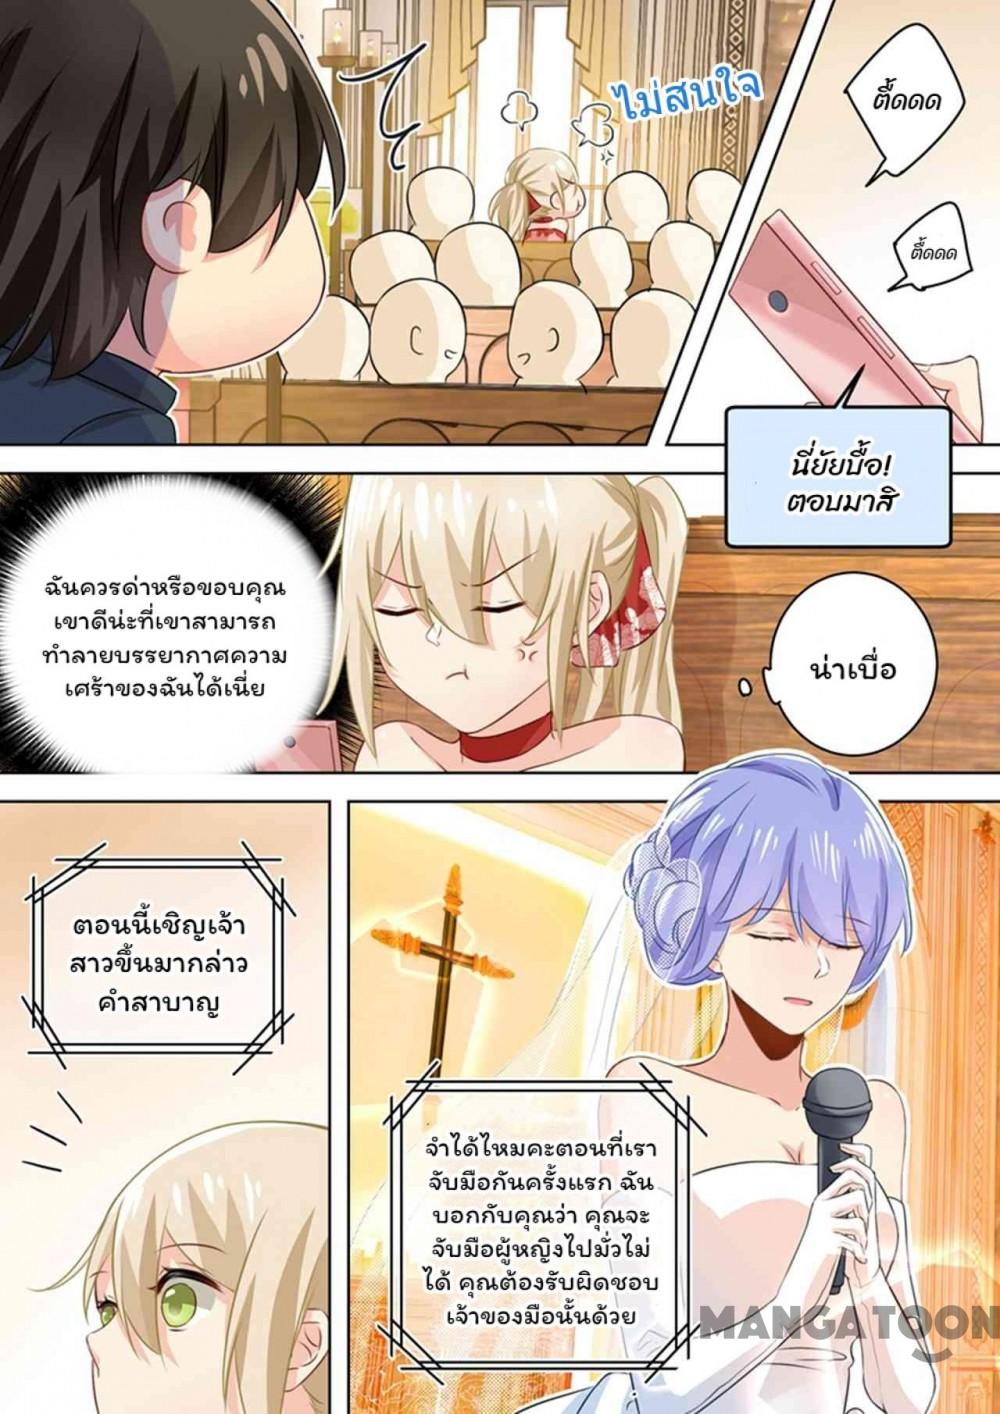 ไม่สนใจ
ตื้ดดด
ตื้ดดด
นี่ยัยบื้อ!
ตอบมาสิ
ฉันควรด่าหรือขอบคุณ
เขาดีน่ะที่เขาสามารถ
ทำลายบรรยากาศความ
เศร้าของฉันได้เนี่ย
น่าเบื่อ
ตอนนี้เชิญเจ้า
สาวขึ้นมากล่าว
คำสาบาญ
จำได้ไหมคะตอนที่เรา
จับมือกันครั้งแรก ฉัน
บอกกับคุณว่า คุณจะ
จับมือผู้หญิงไปมั่วไม่
ได้ คุณต้องรับผิดชอบ
เจ้าของมือนั้นด้วย
MANGATOON